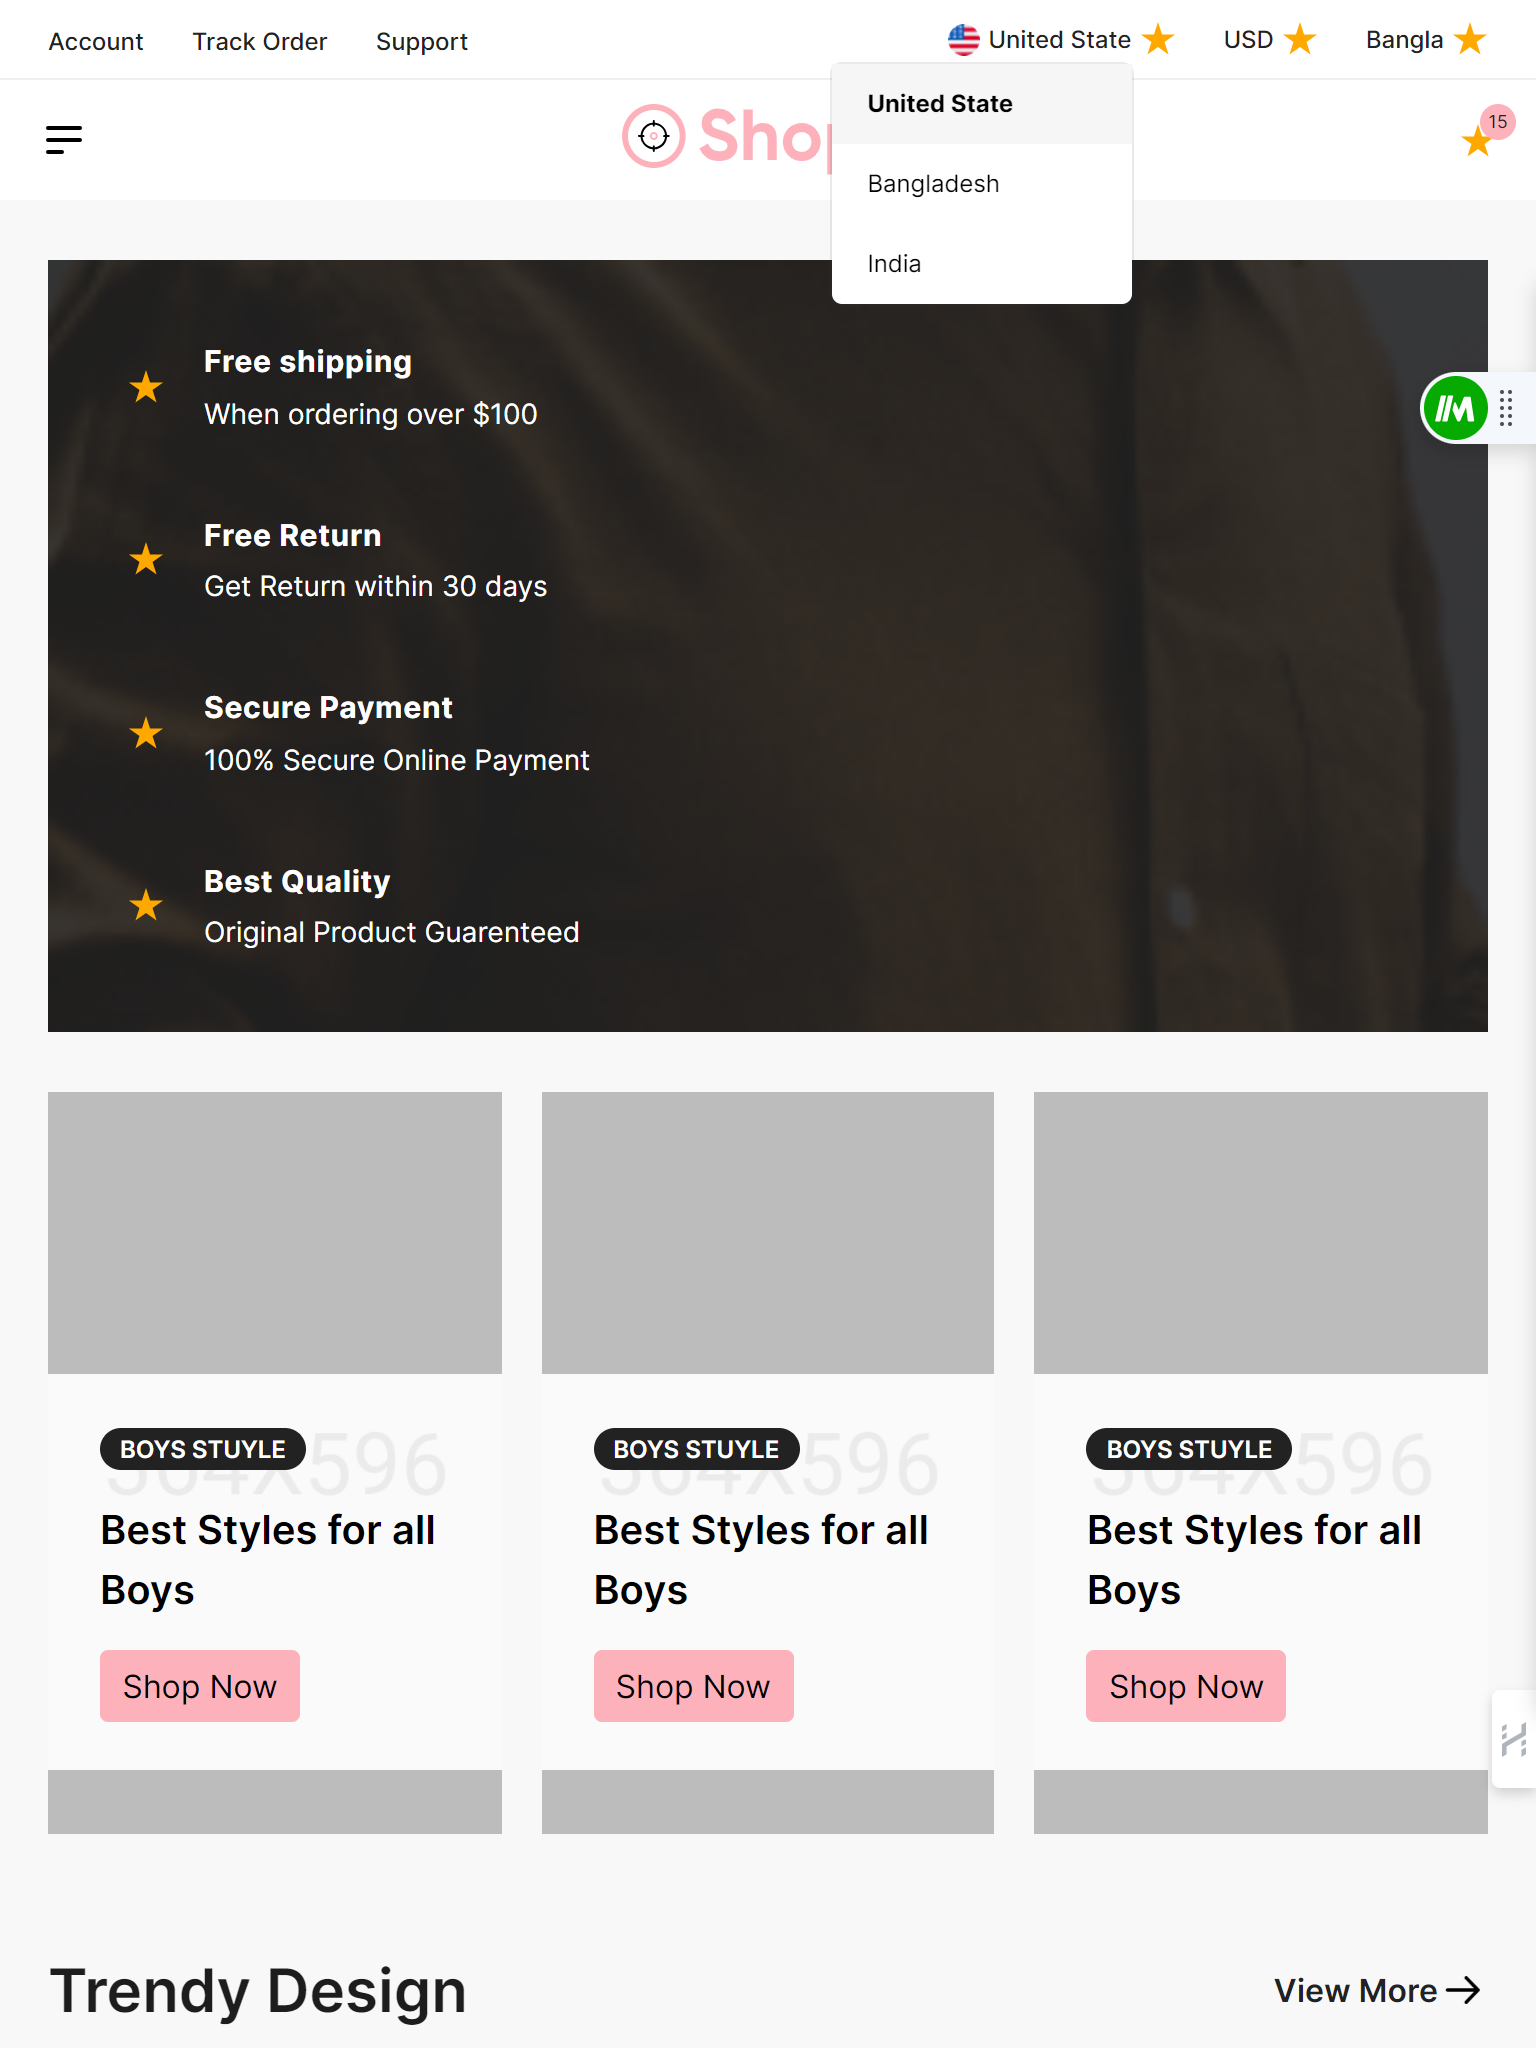 Account Track Order Support United State USD Bangla
United State
15
Bangladesh
India
Free shipping
When ordering over $100
Free Return
Get Return within 30 days
Secure Payment
100% Secure Online Payment
Best Quality
Original Product Guarenteed
BOYS STUYLE
Best Styles for all
Boys
Shop Now
BOYS STUYLE
Best Styles for all
Boys
Shop Now
BOYS STUYLE
Best Styles for all
Boys
Shop Now
Trendy Design
View More